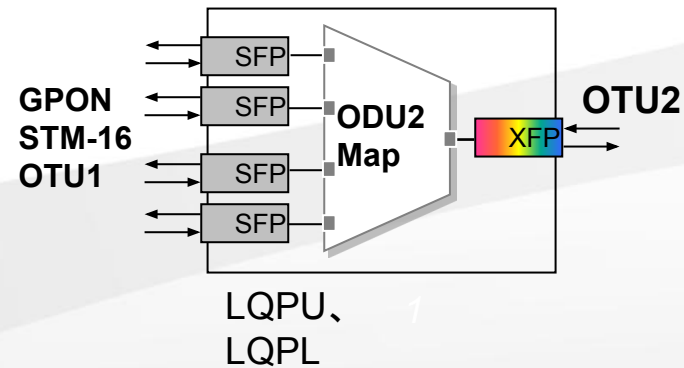 GPON
STM-16
OTU1
SFP
SFP
SFP
SFP
ODU2
Map
XFP
OTU2
LQPU、
LQPL
1